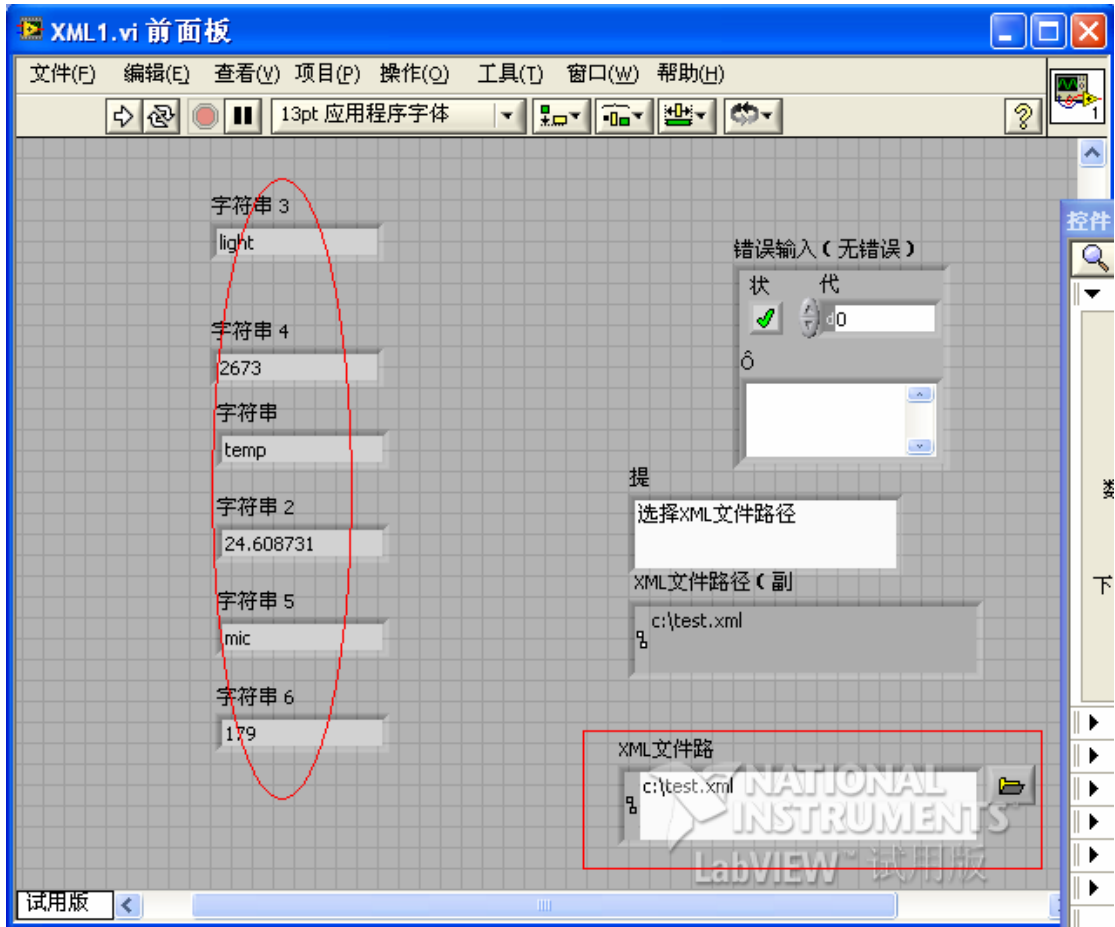 XML1.vi 前面板
文件(F) 编辑(E) 查看(V) 项目(P) 操作(O) 工具(T) 窗口(W) 帮助(H)
13pt 应用程序字体
1
控件
字符串 3
light
字符串 4
2673
字符串
temp
字符串 2
24.608731
字符串 5
mic
字符串 6
179
错误输入(无错误)
状 代
d0
Ô
提
选择XML文件路径
XML文件路径(副
c:\test.xml
XML文件路
c:\test.xml
NATIONAL
INSTRUMENTS
LabVIEW™ 试用版
数
下
试用版